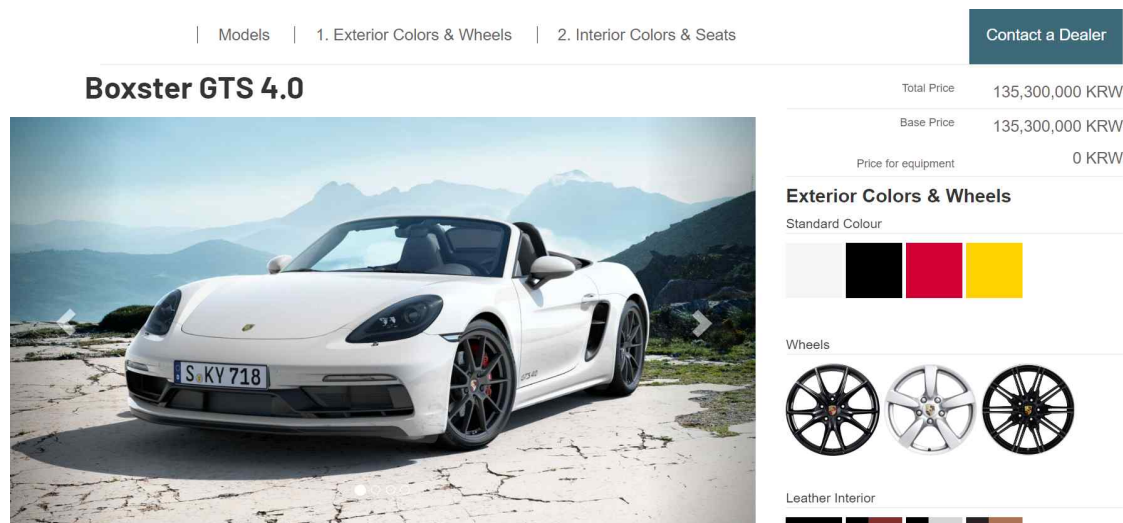 Models
1. Exterior Colors & Wheels
2. Interior Colors & Seats
Contact a Dealer
Boxster GTS 4.0
Total Price 135,300,000 KRW
Base Price 135,300,000 KRW
Price for equipment 0 KRW
Exterior Colors & Wheels
Standard Colour
S KY 718
GTS 4.0
Wheels
Leather Interior